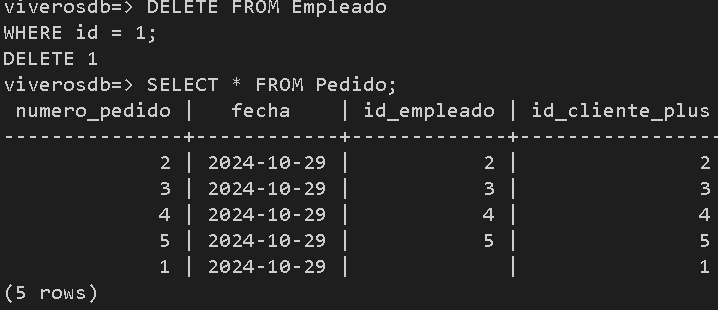 viverosdb=> DELETE FROM Empleado
WHERE id = 1;
DELETE 1
viverosdb=> SELECT * FROM Pedido;
 numero_pedido |   fecha    | id_empleado | id_cliente_plus
---------------+------------+-------------+-----------------
             2 | 2024-10-29 |           2 |               2
             3 | 2024-10-29 |           3 |               3
             4 | 2024-10-29 |           4 |               4
             5 | 2024-10-29 |           5 |               5
             1 | 2024-10-29 |             |               1
(5 rows)